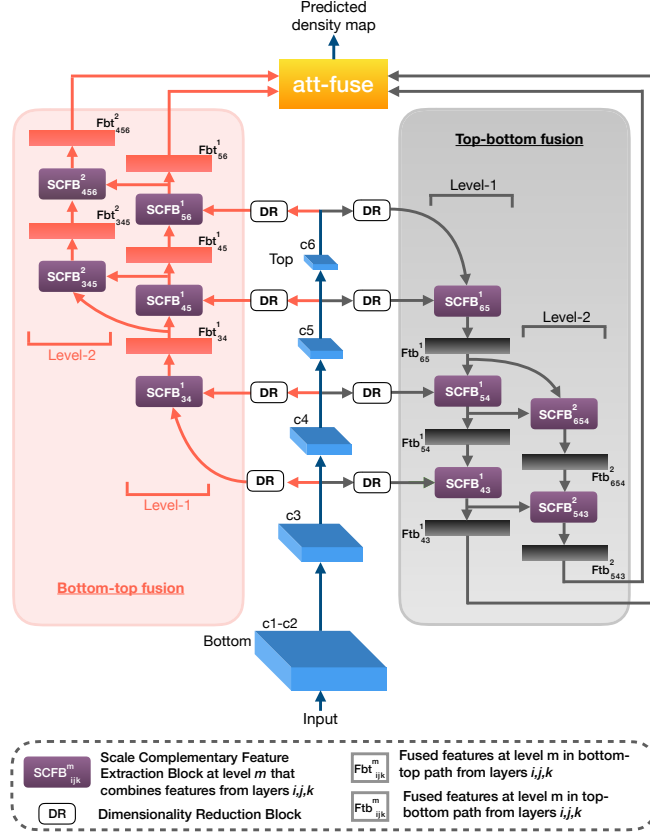 Predicted
density map
att-fuse
Fbt²₄₅₆
Fbt¹₅₆
SCFB²₄₅₆
SCFB¹₅₆
Fbt²₃₄₅
Fbt¹₄₅
SCFB²₃₄₅
SCFB¹₄₅
Fbt¹₃₄
Level-2
SCFB¹₃₄
Level-1
Bottom-top fusion
DR
DR
DR
DR
DR
DR
DR
DR
c6
Top
c5
c4
c3
c1-c2
Bottom
Input
Top-bottom fusion
Level-1
SCFB¹₆₅
Level-2
Ftb¹₆₅
SCFB¹₅₄
SCFB²₆₅₄
Ftb¹₅₄
Ftb²₆₅₄
SCFB¹₄₃
SCFB²₅₄₃
Ftb¹₄₃
Ftb²₅₄₃
SCFBᵐᵢⱼₖ
Scale Complementary Feature
Extraction Block at level m that
combines features from layers i,j,k
DR
Dimensionality Reduction Block
Fbtᵐᵢⱼₖ
Fused features at level m in bottom-
top path from layers i,j,k
Ftbᵐᵢⱼₖ
Fused features at level m in top-
bottom path from layers i,j,k